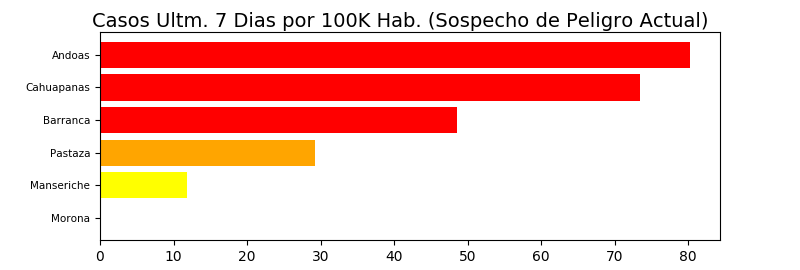 Casos Ultm. 7 Dias por 100K Hab. (Sospecho de Peligro Actual)
Andoas
Cahuapanas
Barranca
Pastaza
Manseriche
Morona
0 10 20 30 40 50 60 70 80